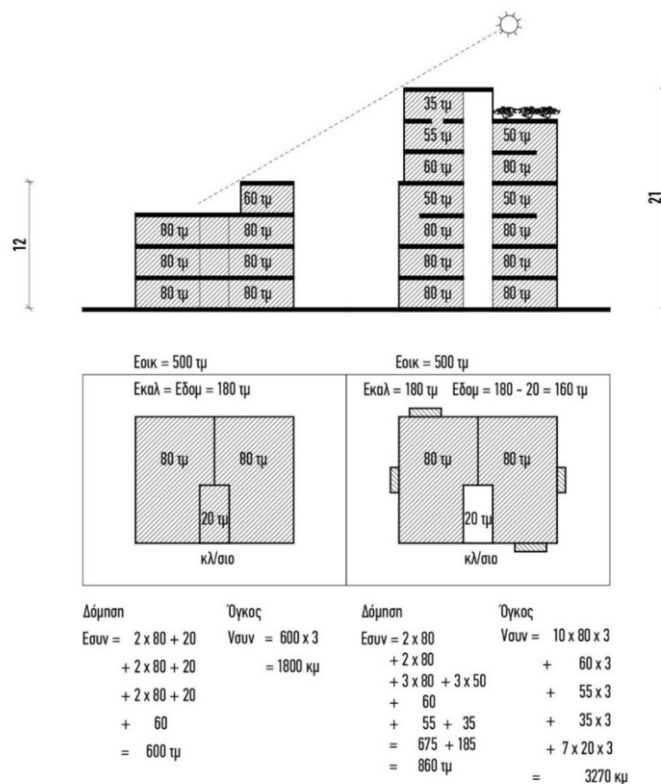 35 τμ
55 τμ 50 τμ
60 τμ 80 τμ
60 τμ 50 τμ 50 τμ
80 τμ 80 τμ 80 τμ 80 τμ
80 τμ 80 τμ 80 τμ 80 τμ
80 τμ 80 τμ 80 τμ 80 τμ
12
21
Εοικ = 500 τμ
Εκαλ = Εδομ = 180 τμ
80 τμ 80 τμ
20 τμ
κλ/σιο
Εοικ = 500 τμ
Εκαλ = 180 τμ Εδομ = 180 - 20 = 160 τμ
80 τμ 80 τμ
20 τμ
κλ/σιο
Δόμηση
Εσυν = 2 x 80 + 20
+ 2 x 80 + 20
+ 2 x 80 + 20
+ 60
= 600 τμ
Όγκος
Vσυν = 600 x 3
= 1800 κμ
Δόμηση
Εσυν = 2 x 80
+ 2 x 80
+ 3 x 80 + 3 x 50
+ 60
+ 55 + 35
= 675 + 185
= 860 τμ
Όγκος
Vσυν = 10 x 80 x 3
+ 60 x 3
+ 55 x 3
+ 35 x 3
+ 7 x 20 x 3
= 3270 κμ